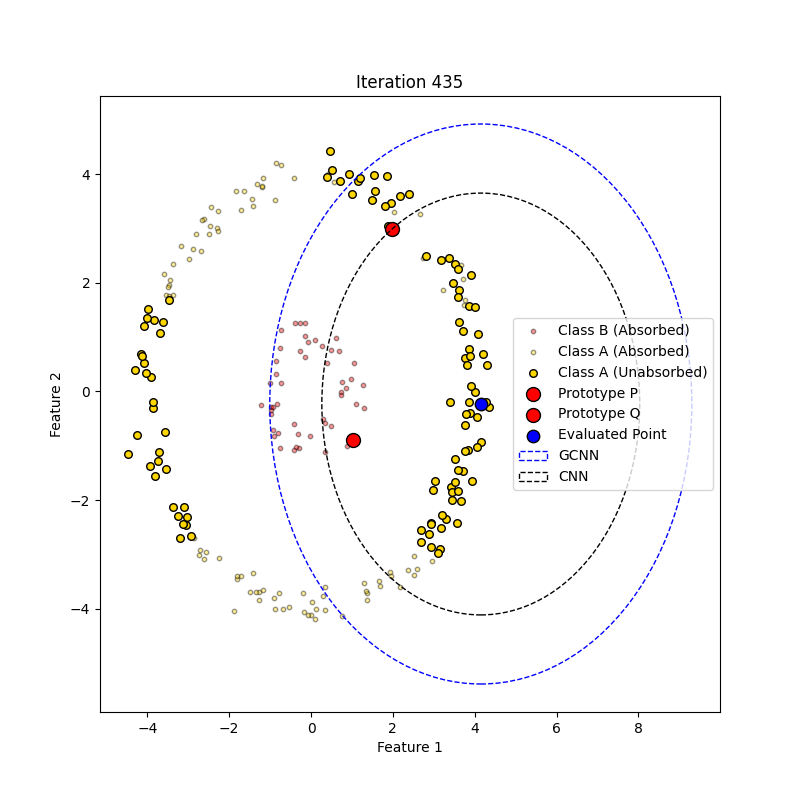 Iteration 435
4
2
0
−2
−4
Feature 2
Class B (Absorbed)
Class A (Absorbed)
Class A (Unabsorbed)
Prototype P
Prototype Q
Evaluated Point
GCNN
CNN
−4 −2 0 2 4 6 8
Feature 1